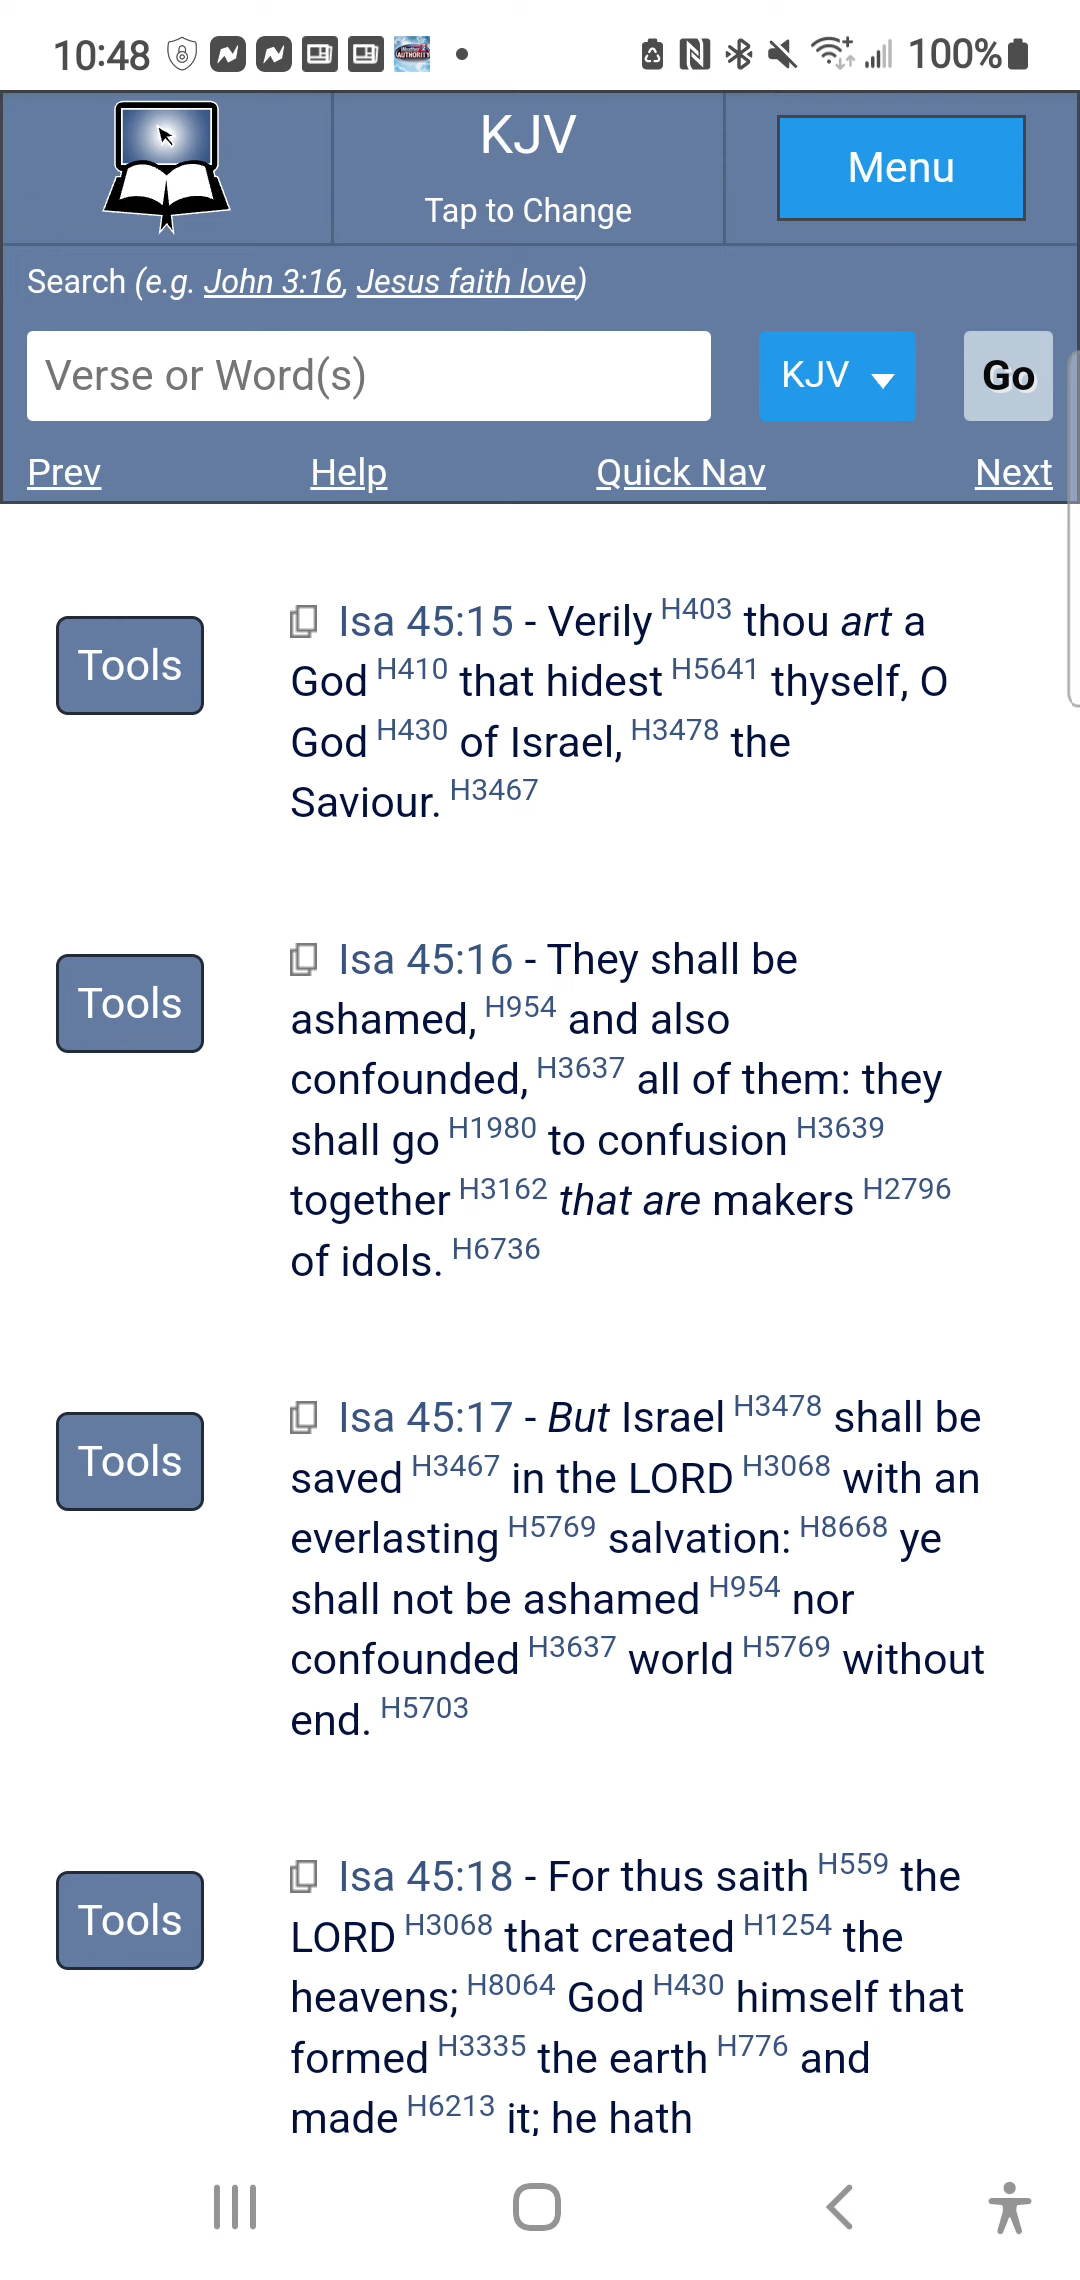 10:48
100%
KJV
Tap to Change
Menu
Search (e.g. John 3:16, Jesus faith love)
Verse or Word(s)
KJV
Go
Prev Help Quick Nav Next
Tools
Isa 45:15 - Verily H403 thou art a
God H410 that hidest H5641 thyself, O
God H430 of Israel, H3478 the
Saviour. H3467
Tools
Isa 45:16 - They shall be
ashamed, H954 and also
confounded, H3637 all of them: they
shall go H1980 to confusion H3639
together H3162 that are makers H2796
of idols. H6736
Tools
Isa 45:17 - But Israel H3478 shall be
saved H3467 in the LORD H3068 with an
everlasting H5769 salvation: H8668 ye
shall not be ashamed H954 nor
confounded H3637 world H5769 without
end. H5703
Tools
Isa 45:18 - For thus saith H559 the
LORD H3068 that created H1254 the
heavens; H8064 God H430 himself that
formed H3335 the earth H776 and
made H6213 it; he hath